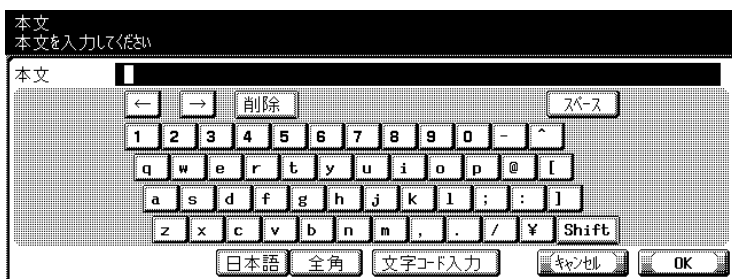 本文
本文を入力してください
本文
← → 削除 スペース
1 2 3 4 5 6 7 8 9 0 - ^
q w e r t y u i o p @ [
a s d f g h j k l ; : ]
z x c v b n m , . / ¥ Shift
日本語 全角 文字コード入力 キャンセル OK